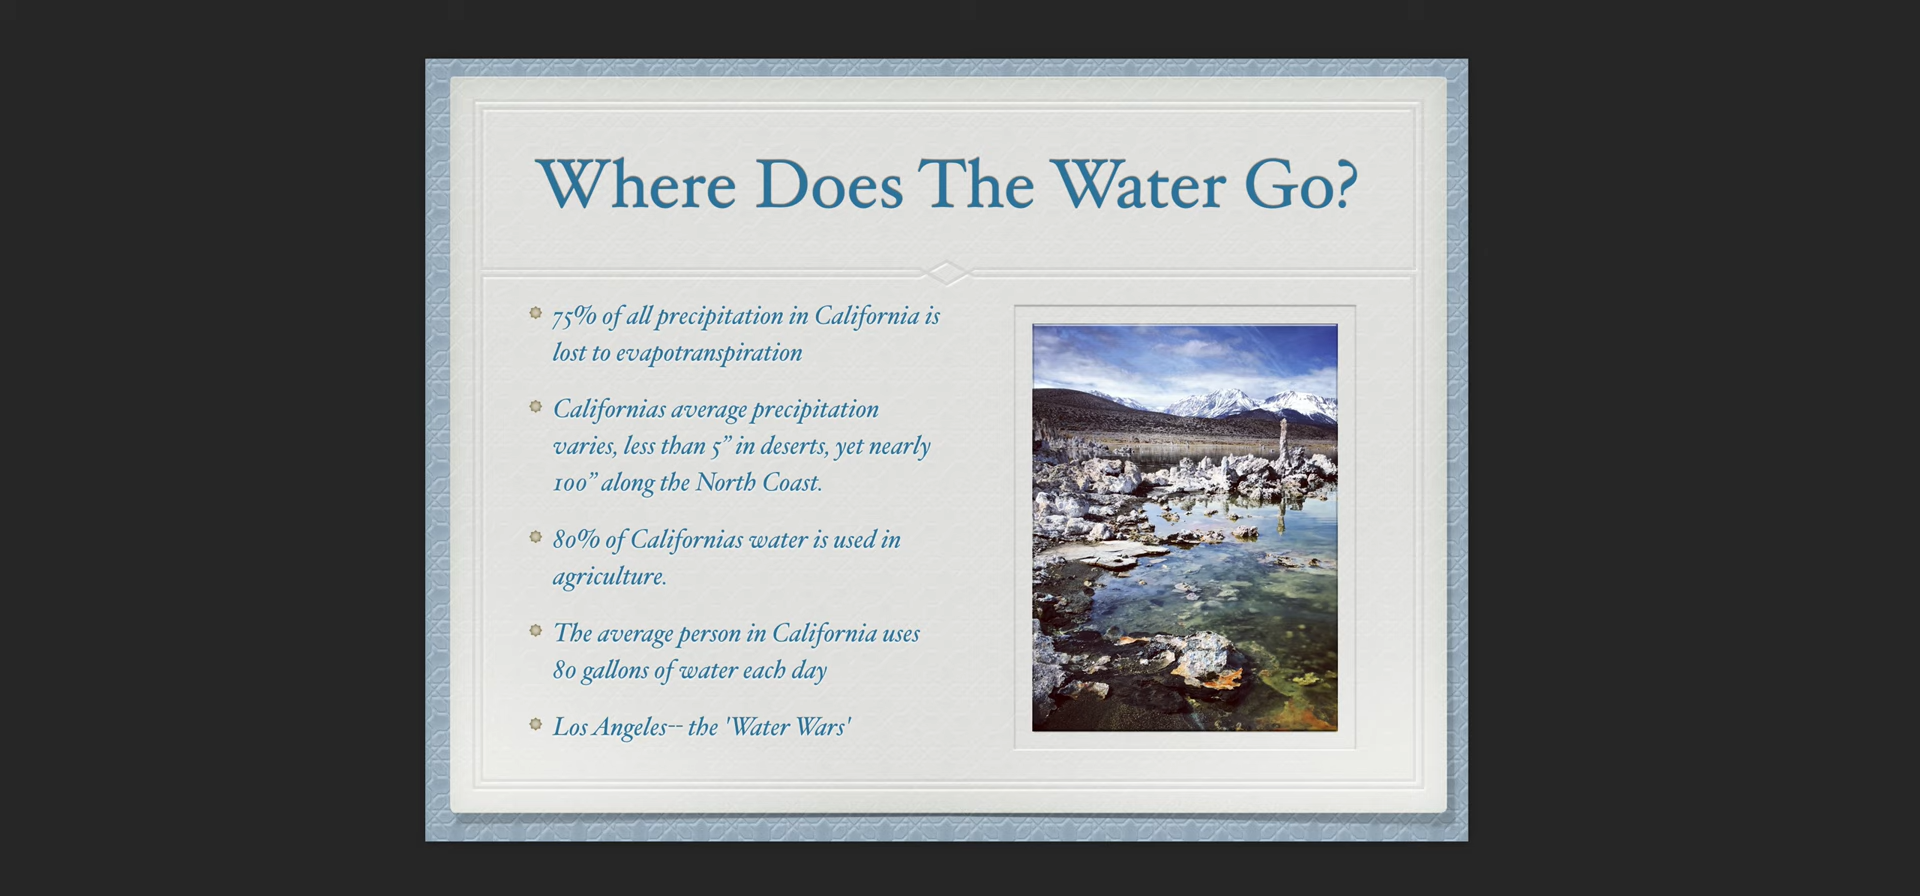 Where Does The Water Go?
75% of all precipitation in California is
lost to evapotranspiration
Californias average precipitation
varies, less than 5” in deserts, yet nearly
100” along the North Coast.
80% of Californias water is used in
agriculture.
The average person in California uses
80 gallons of water each day
Los Angeles-- the 'Water Wars'